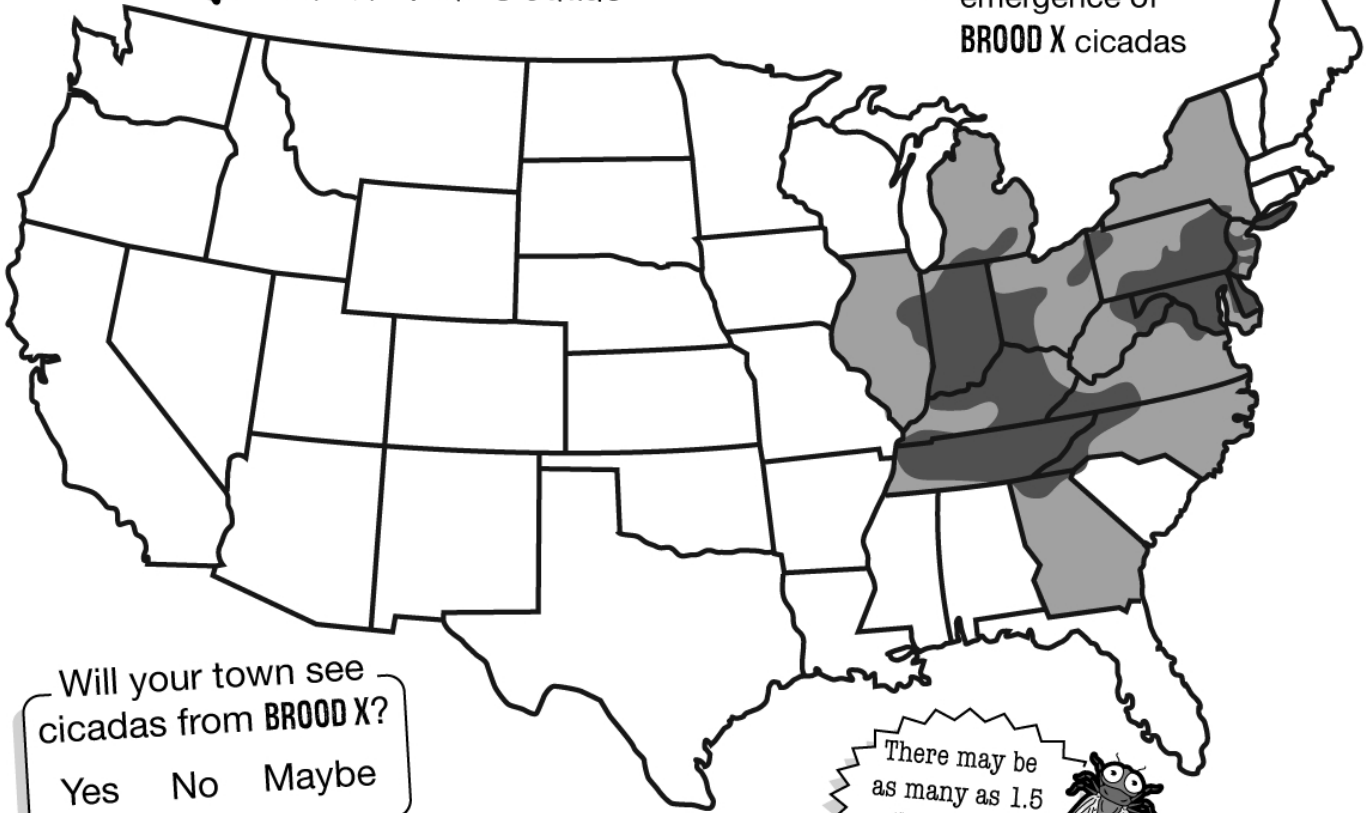 emergence of
BROOD X cicadas
Will your town see
cicadas from BROOD X?
Yes No Maybe
There may be
as many as 1.5